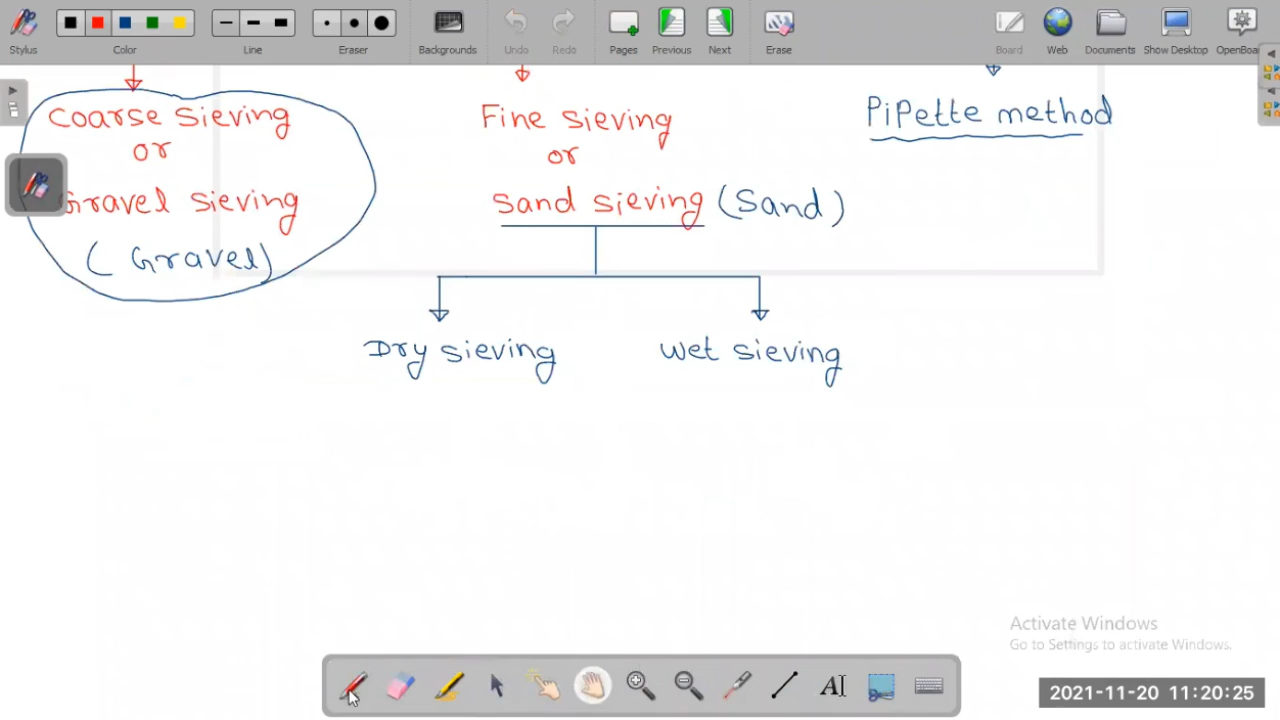 Stylus
Color
Line
Eraser
Backgrounds
Undo
Redo
Pages
Previous
Next
Erase
Board
Web
Documents
Show Desktop
OpenBoa
Coarse sieving
or
Gravel sieving
(Gravel)
Fine sieving
or
Sand sieving (Sand)
PiPette method
Dry sieving
Wet sieving
Activate Windows
Go to Settings to activate Windows.
2021-11-20 11:20:25